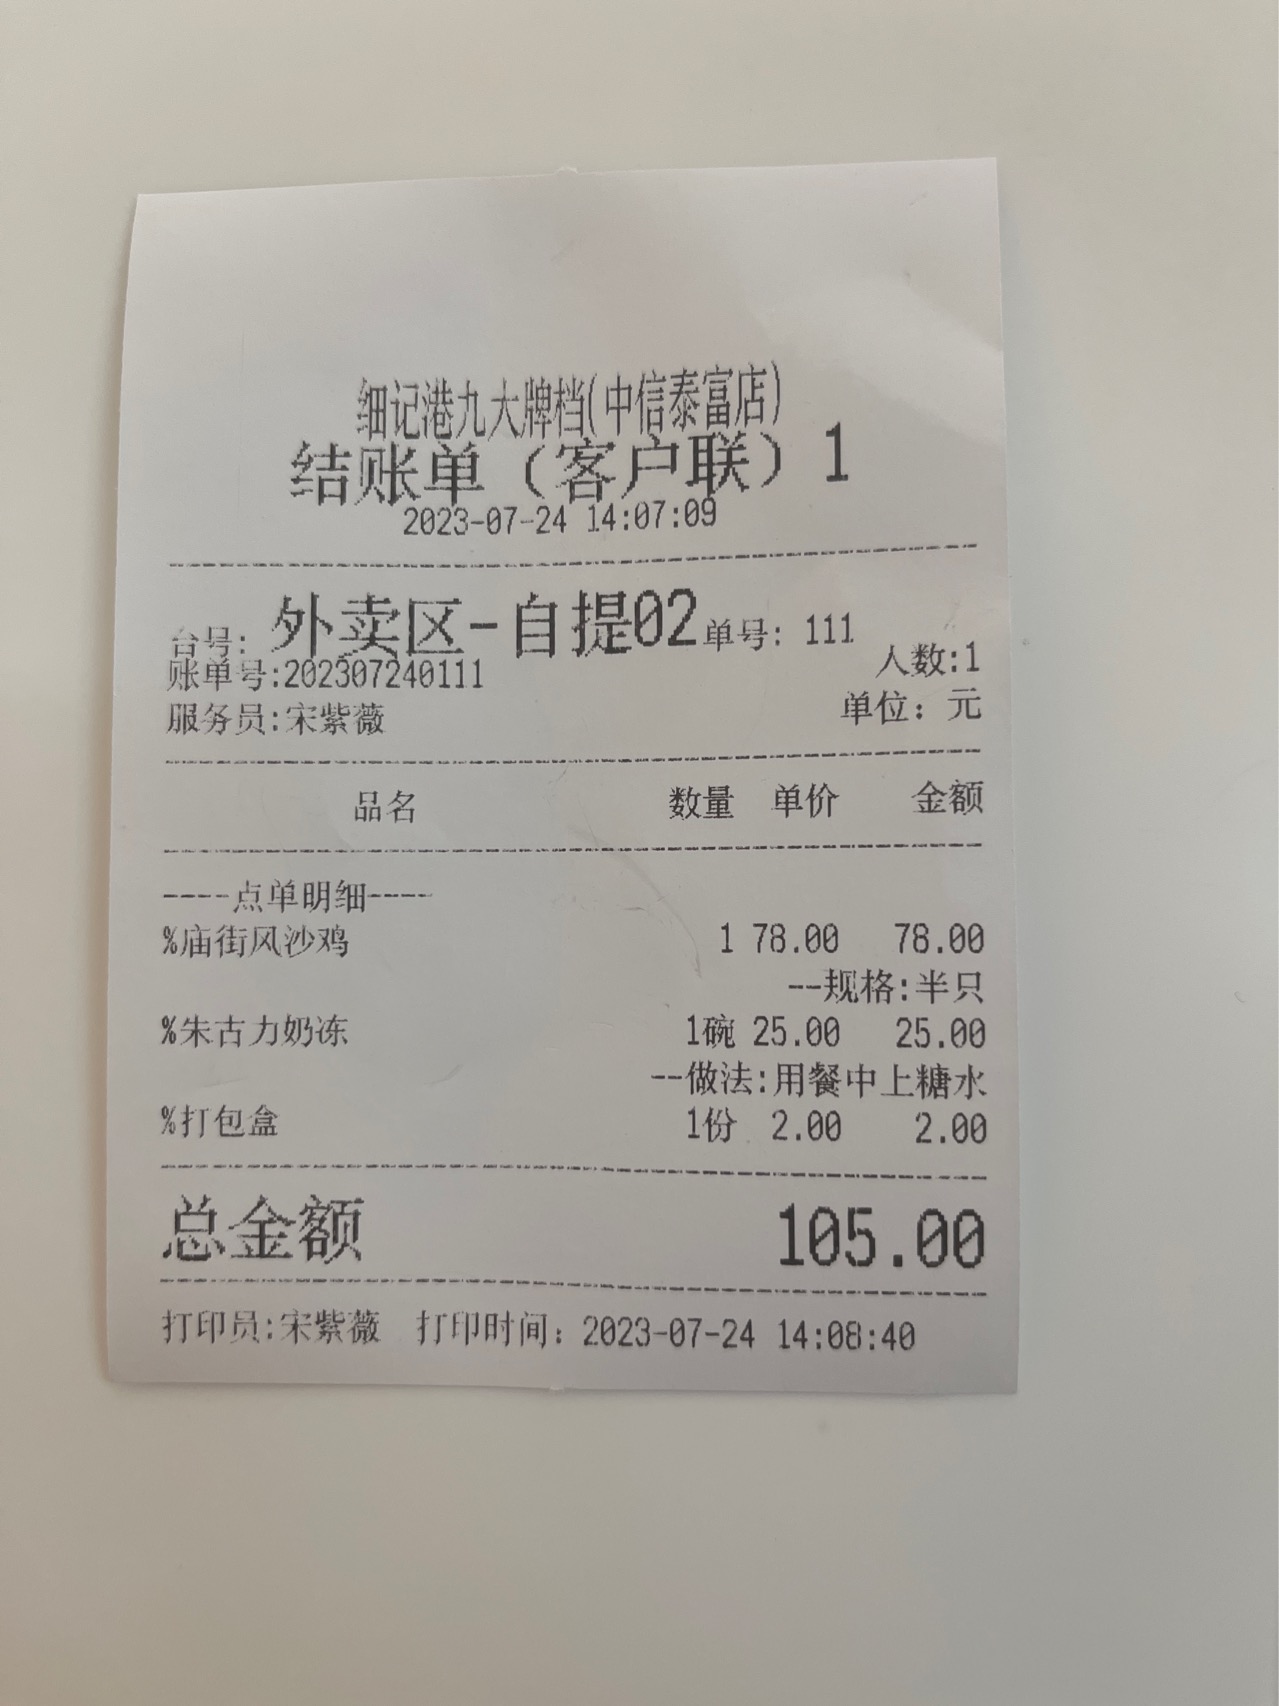 细记港九大牌档(中信泰富店)
结账单（客户联）1
2023-07-24 14:07:09
台号: 外卖区-自提02 单号: 111
账单号:202307240111 人数:1
服务员:宋紫薇 单位: 元
品名 数量 单价 金额
----点单明细----
%庙街风沙鸡 1 78.00 78.00
--规格:半只
%朱古力奶冻 1碗 25.00 25.00
--做法:用餐中上糖水
%打包盒 1份 2.00 2.00
总金额 105.00
打印员:宋紫薇 打印时间: 2023-07-24 14:08:40